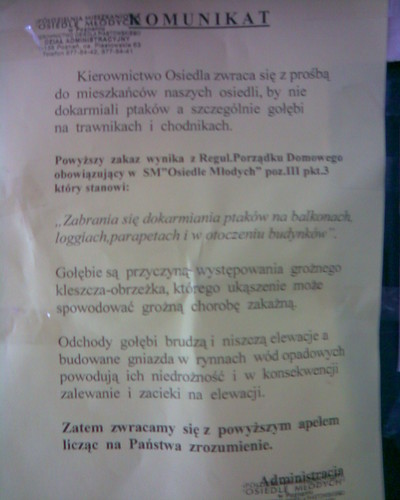 KOMUNIKAT
OSIEDLE MŁODYCH
DZIAŁ ADMINISTRACYJNY
Kierownictwo Osiedla zwraca się z prośbą
do mieszkańców naszych osiedli, by nie
dokarmiali ptaków a szczególnie gołębi
na trawnikach i chodnikach.
Powyższy zakaz wynika z Regul.Porządku Domowego
obowiązujący w SM"Osiedle Młodych" poz.III pkt.3
który stanowi:
„Zabrania się dokarmiania ptaków na balkonach,
loggiach,parapetach i w otoczeniu budynków”.
Gołębie są przyczyną występowania groźnego
kleszcza-obrzeżka, którego ukąszenie może
spowodować groźną chorobę zakaźną.
Odchody gołębi brudzą i niszczą elewacje a
budowane gniazda w rynnach wód opadowych
powodują ich niedrożność i w konsekwencji
zalewanie i zacieki na elewacji.
Zatem zwracamy się z powyższym apelem
licząc na Państwa zrozumienie.
Administracja
OSIEDLE MŁODYCH